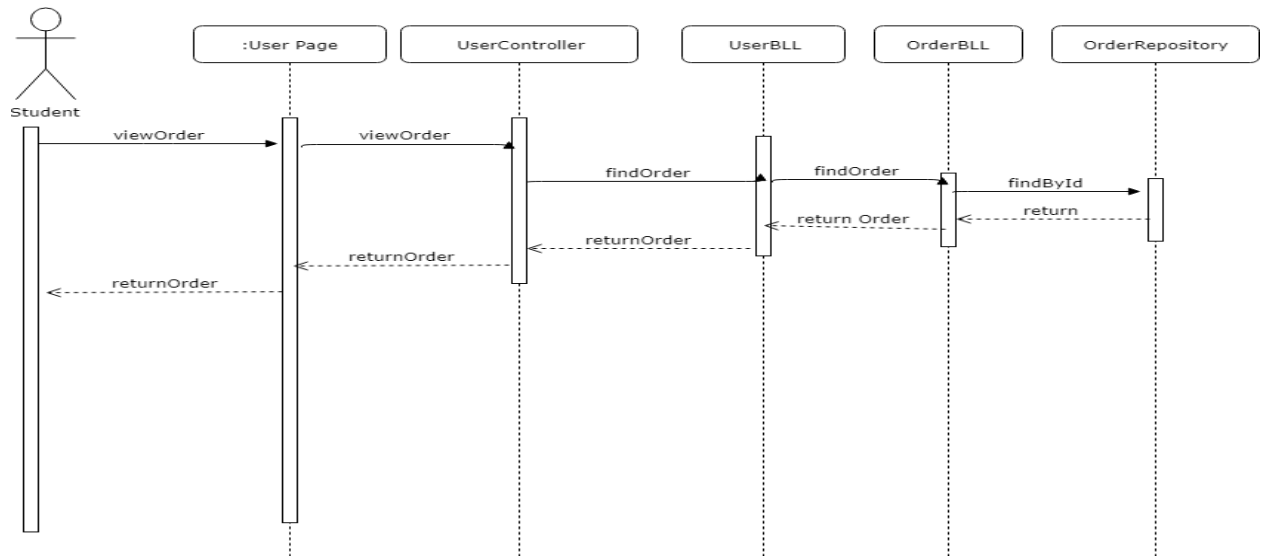 :User Page
UserController
UserBLL
OrderBLL
OrderRepository
Student
viewOrder
viewOrder
findOrder
findOrder
findById
return
return Order
returnOrder
returnOrder
returnOrder